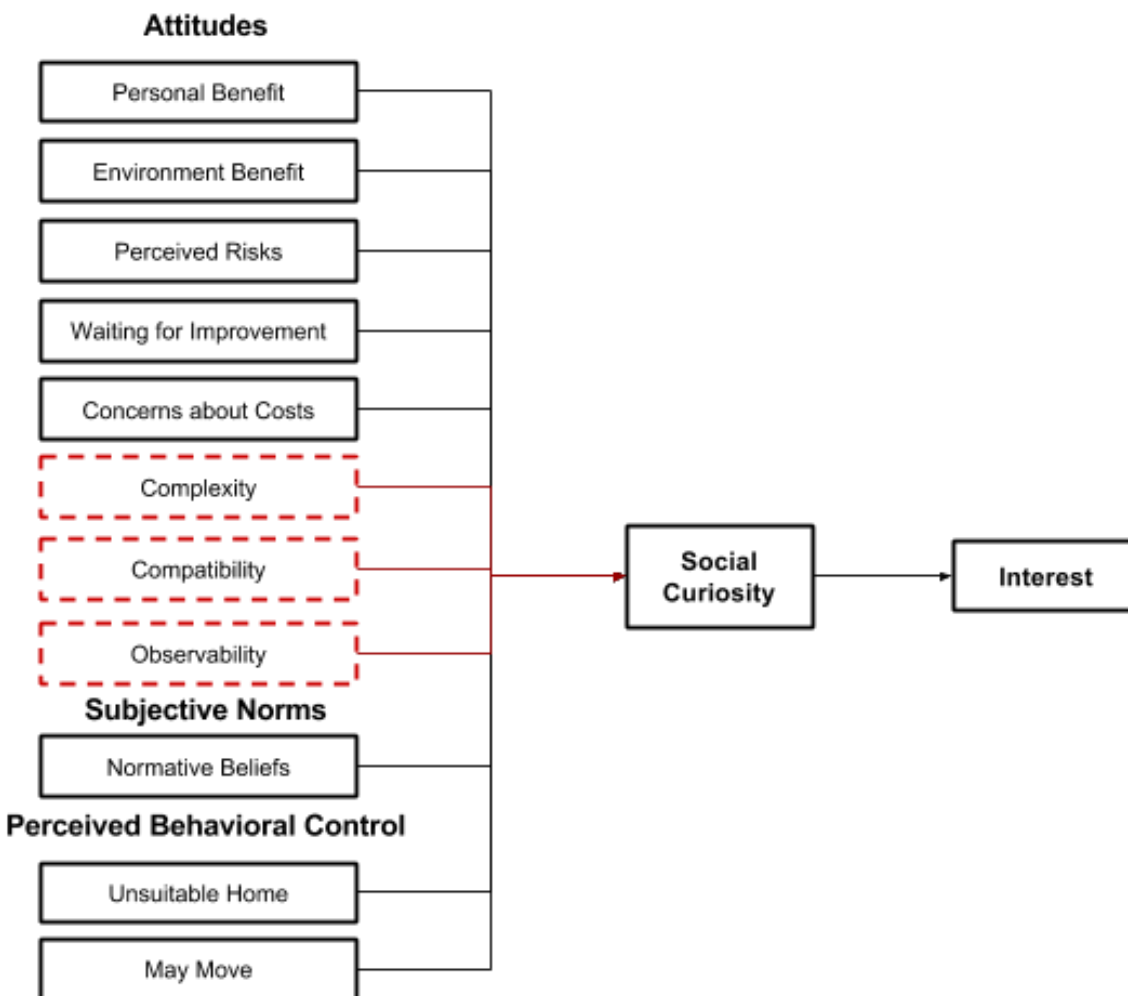 Attitudes
Personal Benefit
Environment Benefit
Perceived Risks
Waiting for Improvement
Concerns about Costs
Complexity
Compatibility
Observability
Subjective Norms
Normative Beliefs
Perceived Behavioral Control
Unsuitable Home
May Move
Social
Curiosity
Interest